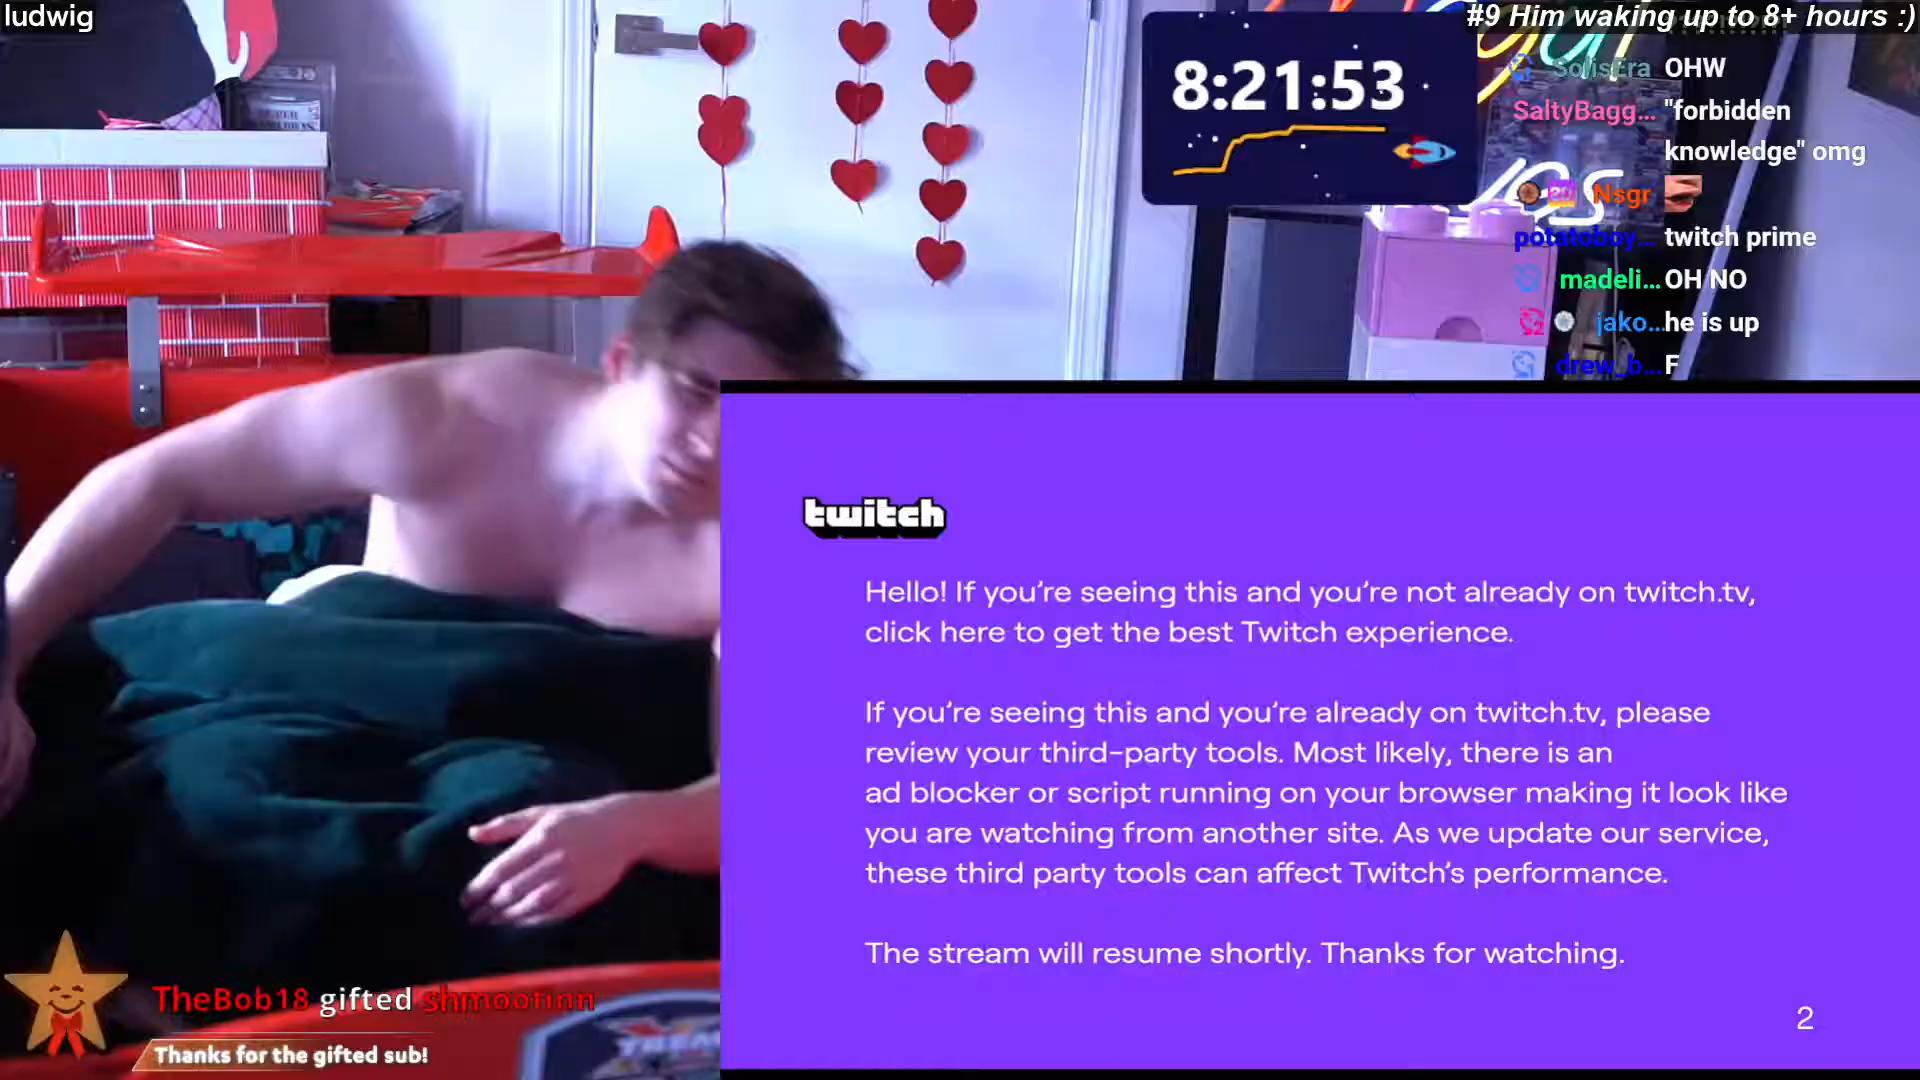 ludwig
#9 Him waking up to 8+ hours :)
8:21:53
SolisEra OHW
SaltyBagg... "forbidden
knowledge" omg
Nsgr
potatoboy... twitch prime
madeli... OH NO
jako... he is up
drew_b... F
twitch
Hello! If you're seeing this and you're not already on twitch.tv,
click here to get the best Twitch experience.
If you're seeing this and you're already on twitch.tv, please
review your third-party tools. Most likely, there is an
ad blocker or script running on your browser making it look like
you are watching from another site. As we update our service,
these third party tools can affect Twitch's performance.
The stream will resume shortly. Thanks for watching.
2
TheBob18 gifted shmoorinn
Thanks for the gifted sub!